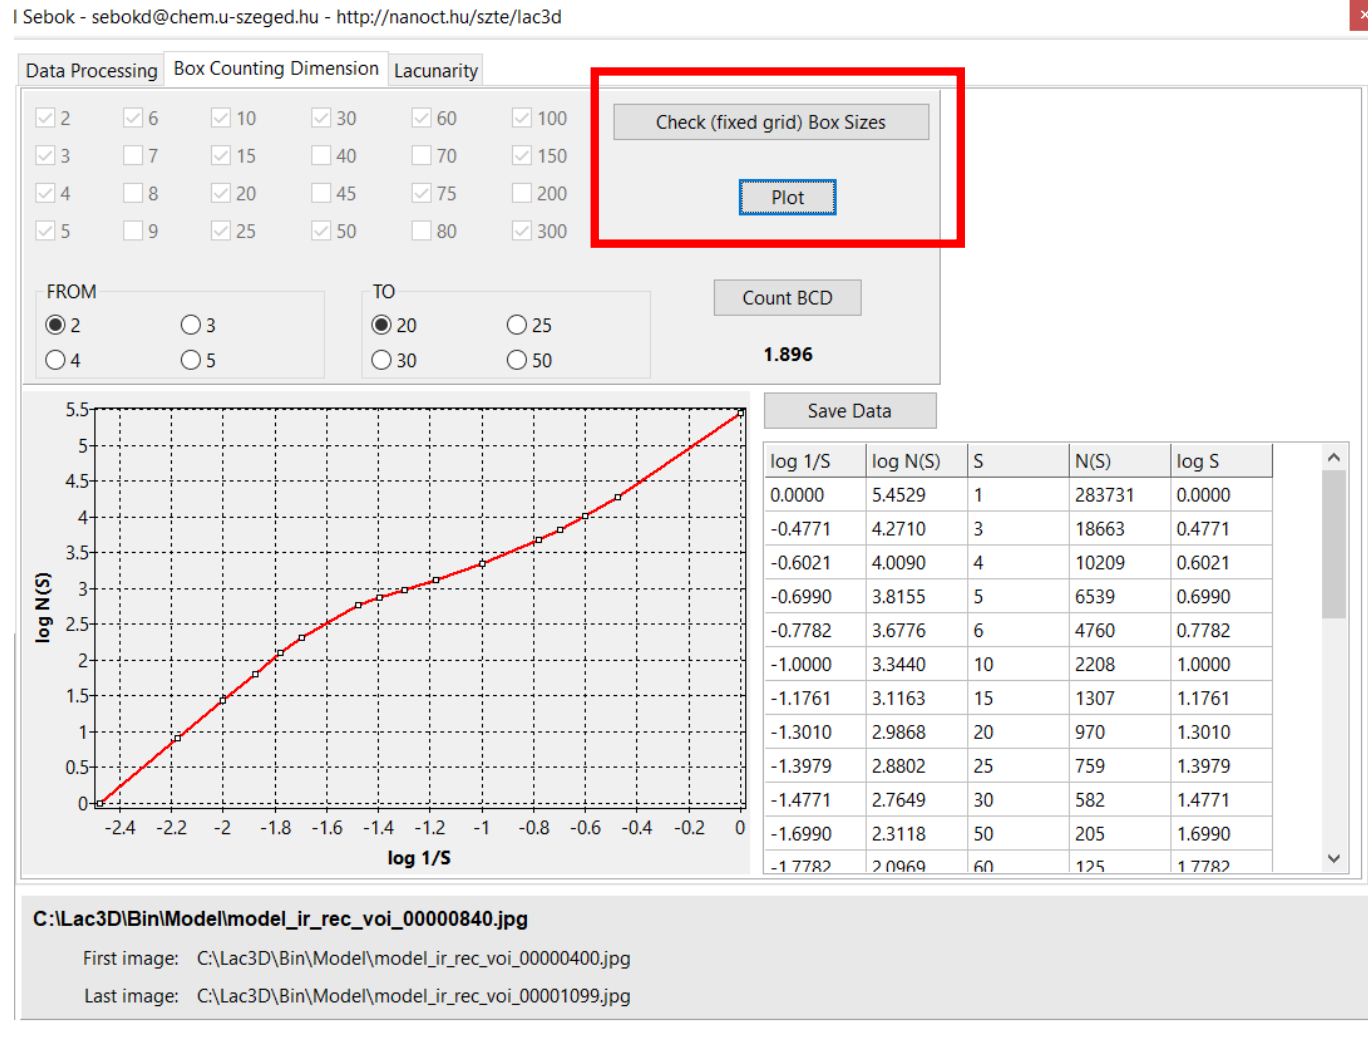 l Sebok - sebokd@chem.u-szeged.hu - http://nanoct.hu/szte/lac3d
Data Processing Box Counting Dimension Lacunarity
2 6 10 30 60 100
3 7 15 40 70 150
4 8 20 45 75 200
5 9 25 50 80 300
Check (fixed grid) Box Sizes
Plot
FROM
2 3
4 5
TO
20 25
30 50
Count BCD
1.896
5.5
5
4.5
4
3.5
3
2.5
2
1.5
1
0.5
0
log N(S)
-2.4 -2.2 -2 -1.8 -1.6 -1.4 -1.2 -1 -0.8 -0.6 -0.4 -0.2 0
log 1/S
Save Data
log 1/S log N(S) S N(S) log S
0.0000 5.4529 1 283731 0.0000
-0.4771 4.2710 3 18663 0.4771
-0.6021 4.0090 4 10209 0.6021
-0.6990 3.8155 5 6539 0.6990
-0.7782 3.6776 6 4760 0.7782
-1.0000 3.3440 10 2208 1.0000
-1.1761 3.1163 15 1307 1.1761
-1.3010 2.9868 20 970 1.3010
-1.3979 2.8802 25 759 1.3979
-1.4771 2.7649 30 582 1.4771
-1.6990 2.3118 50 205 1.6990
-1.7782 2.0969 60 125 1.7782
C:\Lac3D\Bin\Model\model_ir_rec_voi_00000840.jpg
First image: C:\Lac3D\Bin\Model\model_ir_rec_voi_00000400.jpg
Last image: C:\Lac3D\Bin\Model\model_ir_rec_voi_00001099.jpg